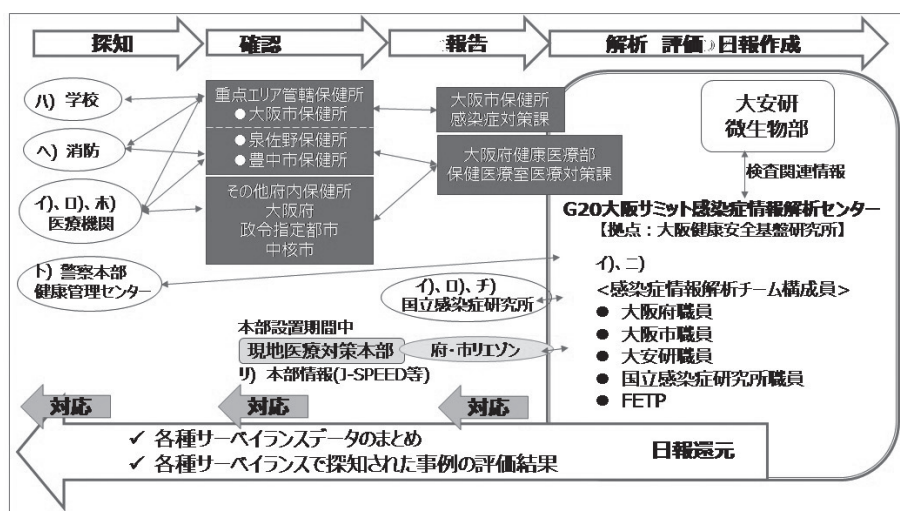 探知
確認
報告
解析 評価 日報作成
ハ) 学校
ヘ) 消防
イ)、ロ)、ホ)
医療機関
ト) 警察本部
健康管理センター
重点エリア管轄保健所
●大阪市保健所
●泉佐野保健所
●豊中市保健所
その他府内保健所
大阪府
政令指定都市
中核市
大阪市保健所
感染症対策課
大阪府健康医療部
保健医療室医療対策課
イ)、ロ)、チ)
国立感染症研究所
本部設置期間中
現地医療対策本部
府・市リエゾン
リ) 本部情報(J-SPEED等)
大安研
微生物部
検査関連情報
G20大阪サミット感染症情報解析センター
【拠点：大阪健康安全基盤研究所】
イ)、ニ)
<感染症情報解析チーム構成員>
● 大阪府職員
● 大阪市職員
● 大安研職員
● 国立感染症研究所職員
● FETP
対応
対応
対応
✓ 各種サーベイランスデータのまとめ
✓ 各種サーベイランスで探知された事例の評価結果
日報還元